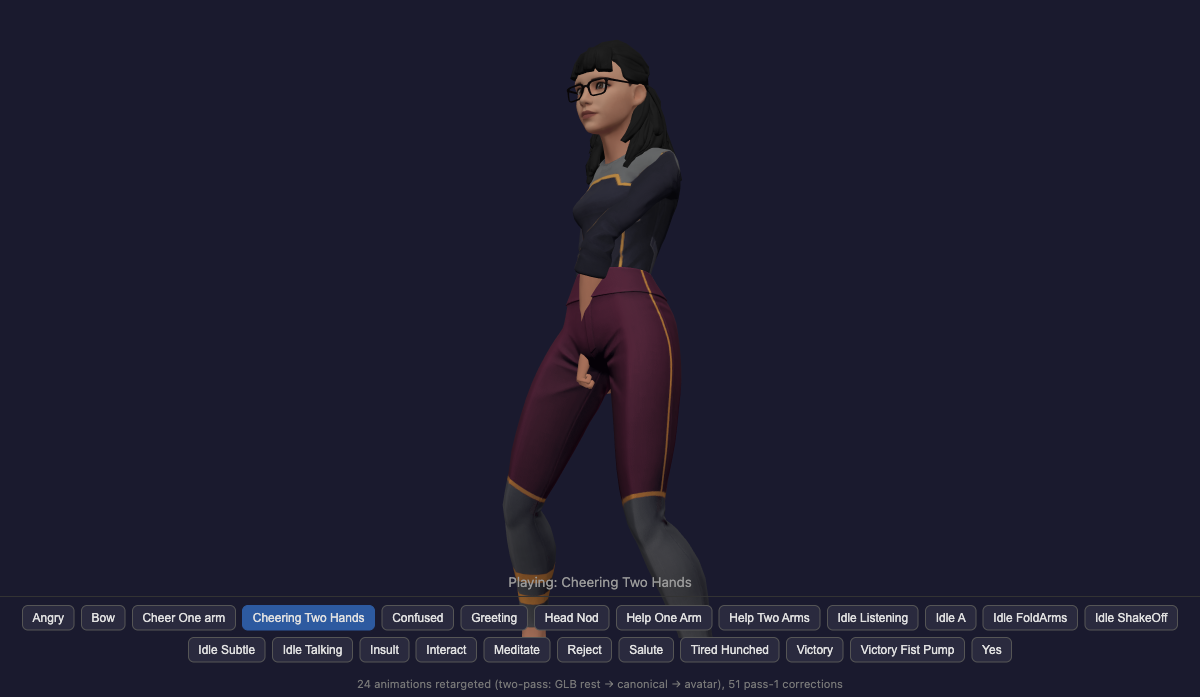 Playing: Cheering Two Hands
Angry Bow Cheer One arm Cheering Two Hands Confused Greeting Head Nod Help One Arm Help Two Arms Idle Listening Idle A Idle FoldArms Idle ShakeOff
Idle Subtle Idle Talking Insult Interact Meditate Reject Salute Tired Hunched Victory Victory Fist Pump Yes
24 animations retargeted (two-pass: GLB rest → canonical → avatar), 51 pass-1 corrections